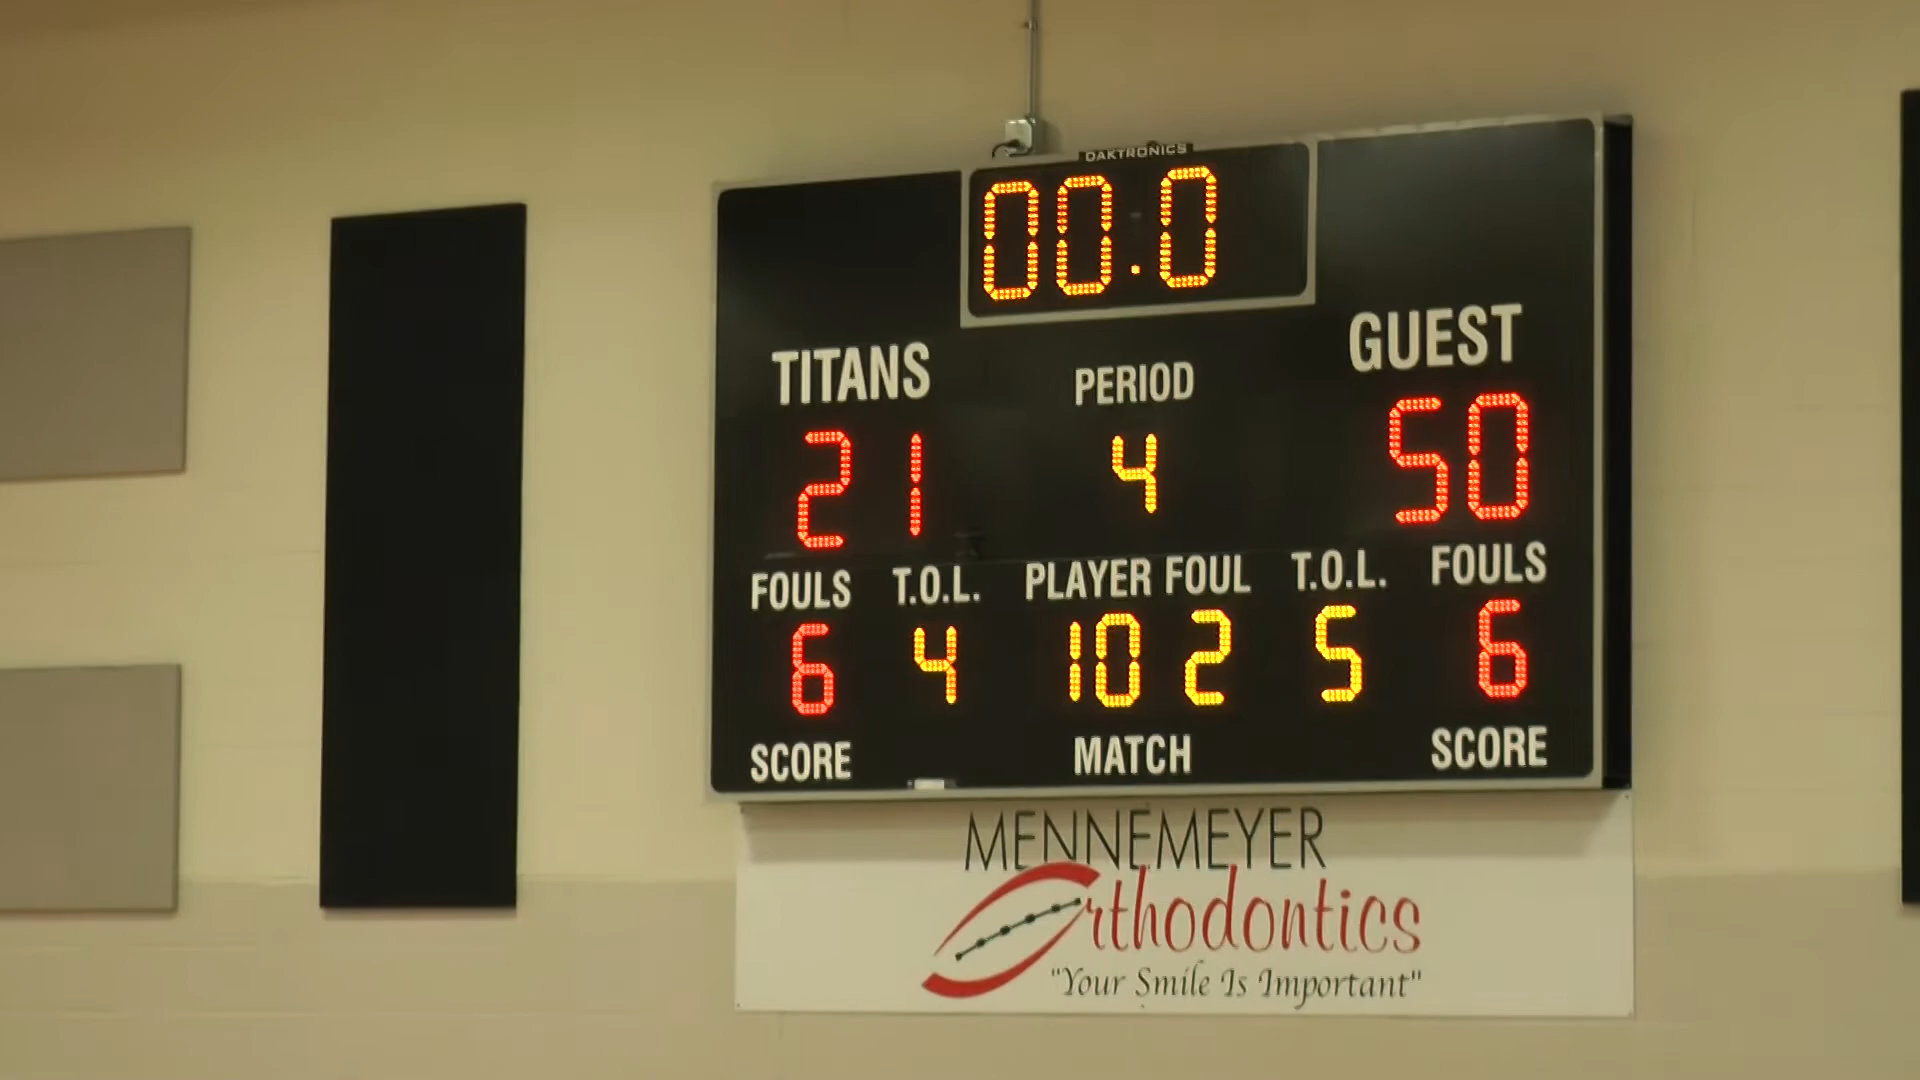 DAKTRONICS
00.0
TITANS PERIOD GUEST
21 4 50
FOULS T.O.L. PLAYER FOUL T.O.L. FOULS
6 4 10 2 5 6
SCORE MATCH SCORE
MENNEMEYER
Orthodontics
"Your Smile Is Important"